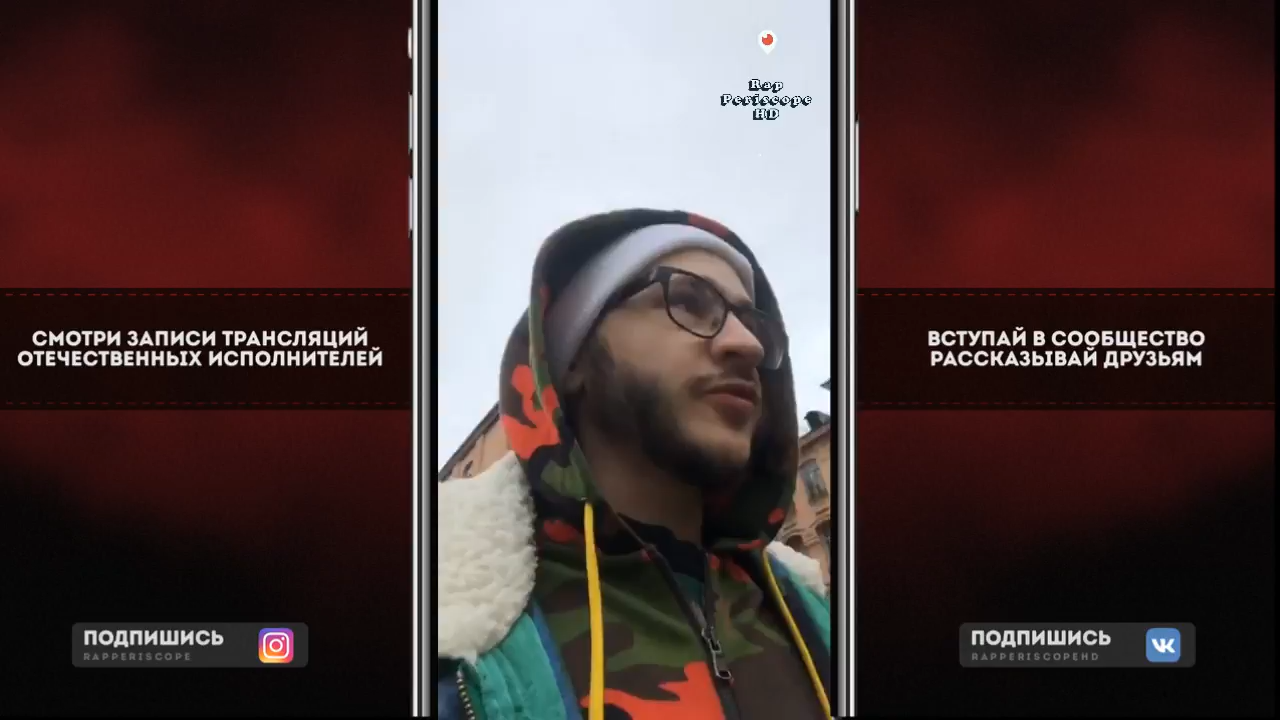 Rap
Periscope
HD
СМОТРИ ЗАПИСИ ТРАНСЛЯЦИЙ
ОТЕЧЕСТВЕННЫХ ИСПОЛНИТЕЛЕЙ
ВСТУПАЙ В СООБЩЕСТВО
РАССКАЗЫВАЙ ДРУЗЬЯМ
ПОДПИШИСЬ
RAPPERISCOPE
ПОДПИШИСЬ
RAPPERISCOPEHD